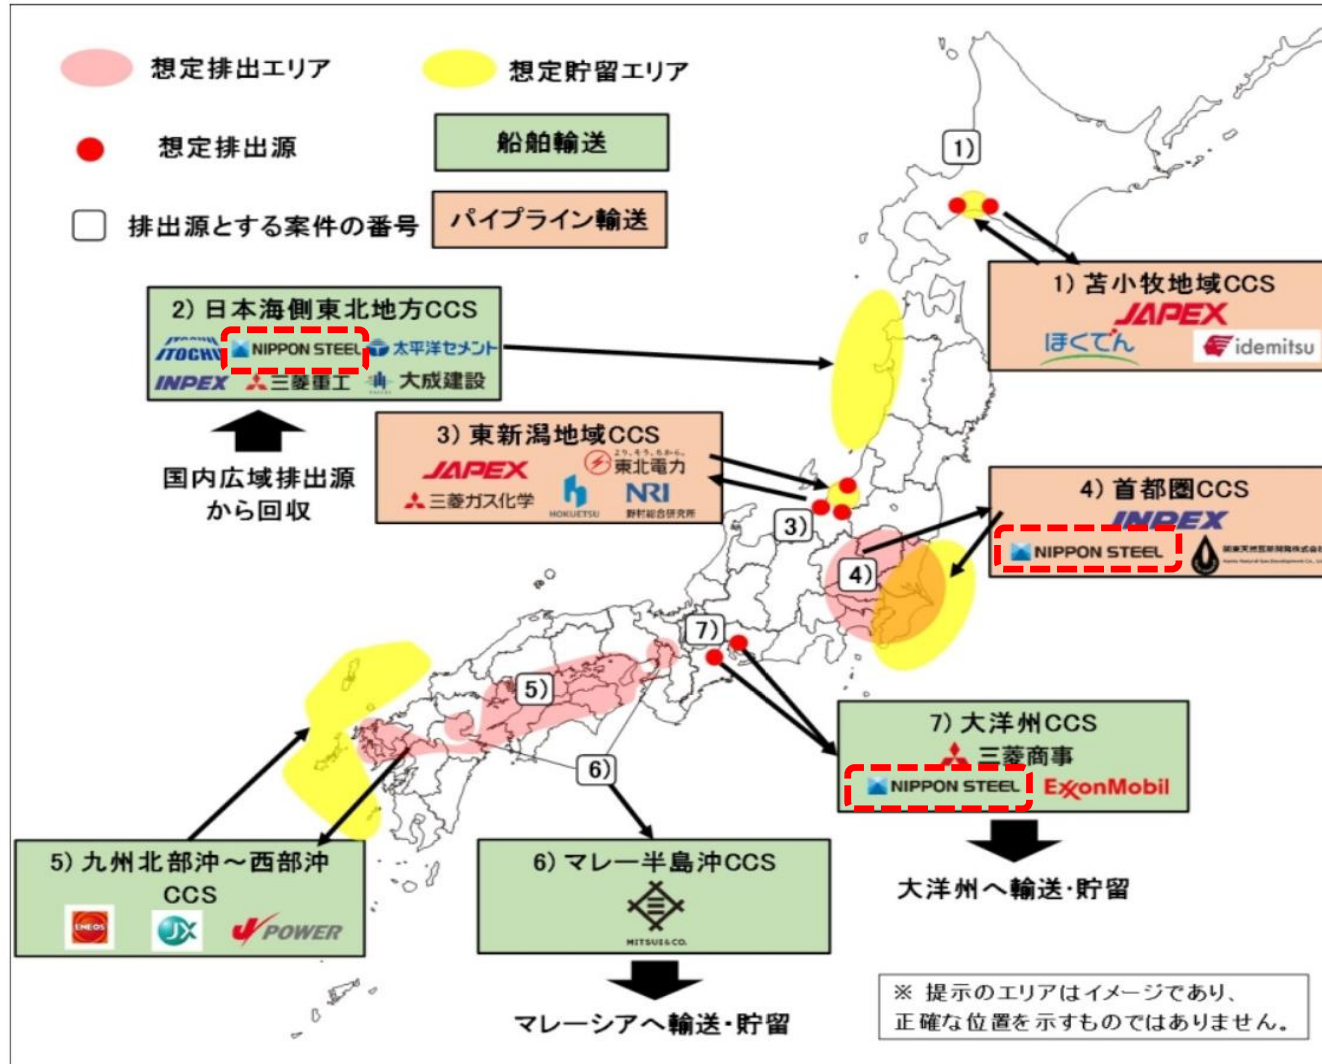 想定排出エリア
想定貯留エリア
想定排出源
船舶輸送
排出源とする案件の番号
パイプライン輸送
1)
1) 苫小牧地域CCS
JAPEX
ほくでん
idemitsu
2) 日本海側東北地方CCS
ITOCHU NIPPON STEEL 太平洋セメント
INPEX 三菱重工 大成建設
国内広域排出源
から回収
3) 東新潟地域CCS
より、そう、ちから。
JAPEX 東北電力
三菱ガス化学 HOKUETSU NRI
野村総合研究所
3)
4) 首都圏CCS
INPEX
NIPPON STEEL
4)
7)
5)
6)
7) 大洋州CCS
三菱商事
NIPPON STEEL ExxonMobil
大洋州へ輸送・貯留
5) 九州北部沖～西部沖
CCS
ENEOS JX POWER
6) マレー半島沖CCS
MITSUI & CO.
マレーシアへ輸送・貯留
※ 提示のエリアはイメージであり、
正確な位置を示すものではありません。